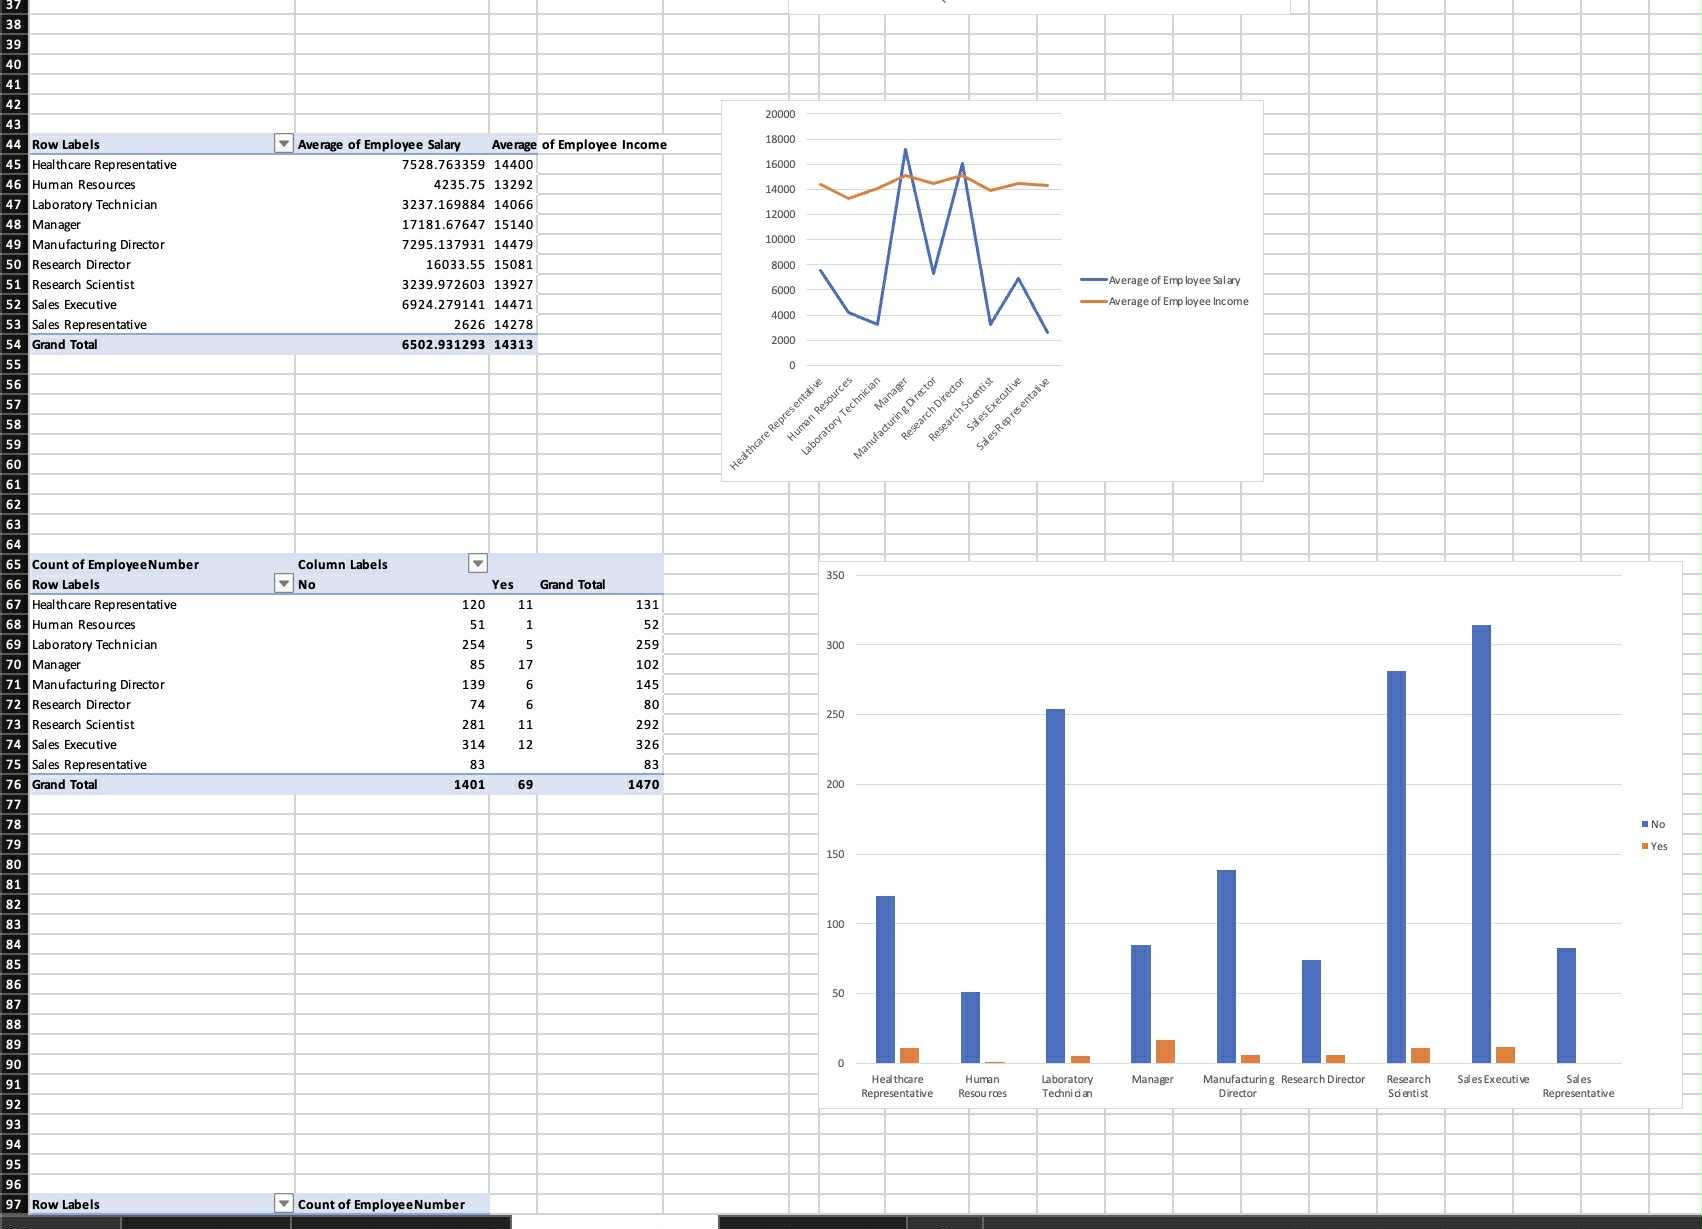 37
38
39
40
41
42
43
44 Row Labels Average of Employee Salary Average of Employee Income
45 Healthcare Representative 7528.763359 14400
46 Human Resources 4235.75 13292
47 Laboratory Technician 3237.169884 14066
48 Manager 17181.67647 15140
49 Manufacturing Director 7295.137931 14479
50 Research Director 16033.55 15081
51 Research Scientist 3239.972603 13927
52 Sales Executive 6924.279141 14471
53 Sales Representative 2626 14278
54 Grand Total 6502.931293 14313
20000
18000
16000
14000
12000
10000
8000
6000
4000
2000
0
Healthcare Representative
Human Resources
Laboratory Technician
Manager
Manufacturing Director
Research Director
Research Scientist
Sales Executive
Sales Representative
Average of Employee Salary
Average of Employee Income
55
56
57
58
59
60
61
62
63
64
65 Count of EmployeeNumber Column Labels
66 Row Labels No Yes Grand Total
67 Healthcare Representative 120 11 131
68 Human Resources 51 1 52
69 Laboratory Technician 254 5 259
70 Manager 85 17 102
71 Manufacturing Director 139 6 145
72 Research Director 74 6 80
73 Research Scientist 281 11 292
74 Sales Executive 314 12 326
75 Sales Representative 83 83
76 Grand Total 1401 69 1470
350
300
250
200
150
100
50
0
Healthcare Representative
Human Resources
Laboratory Technician
Manager
Manufacturing Director
Research Director
Research Scientist
Sales Executive
Sales Representative
No
Yes
77
78
79
80
81
82
83
84
85
86
87
88
89
90
91
92
93
94
95
96
97 Row Labels Count of EmployeeNumber